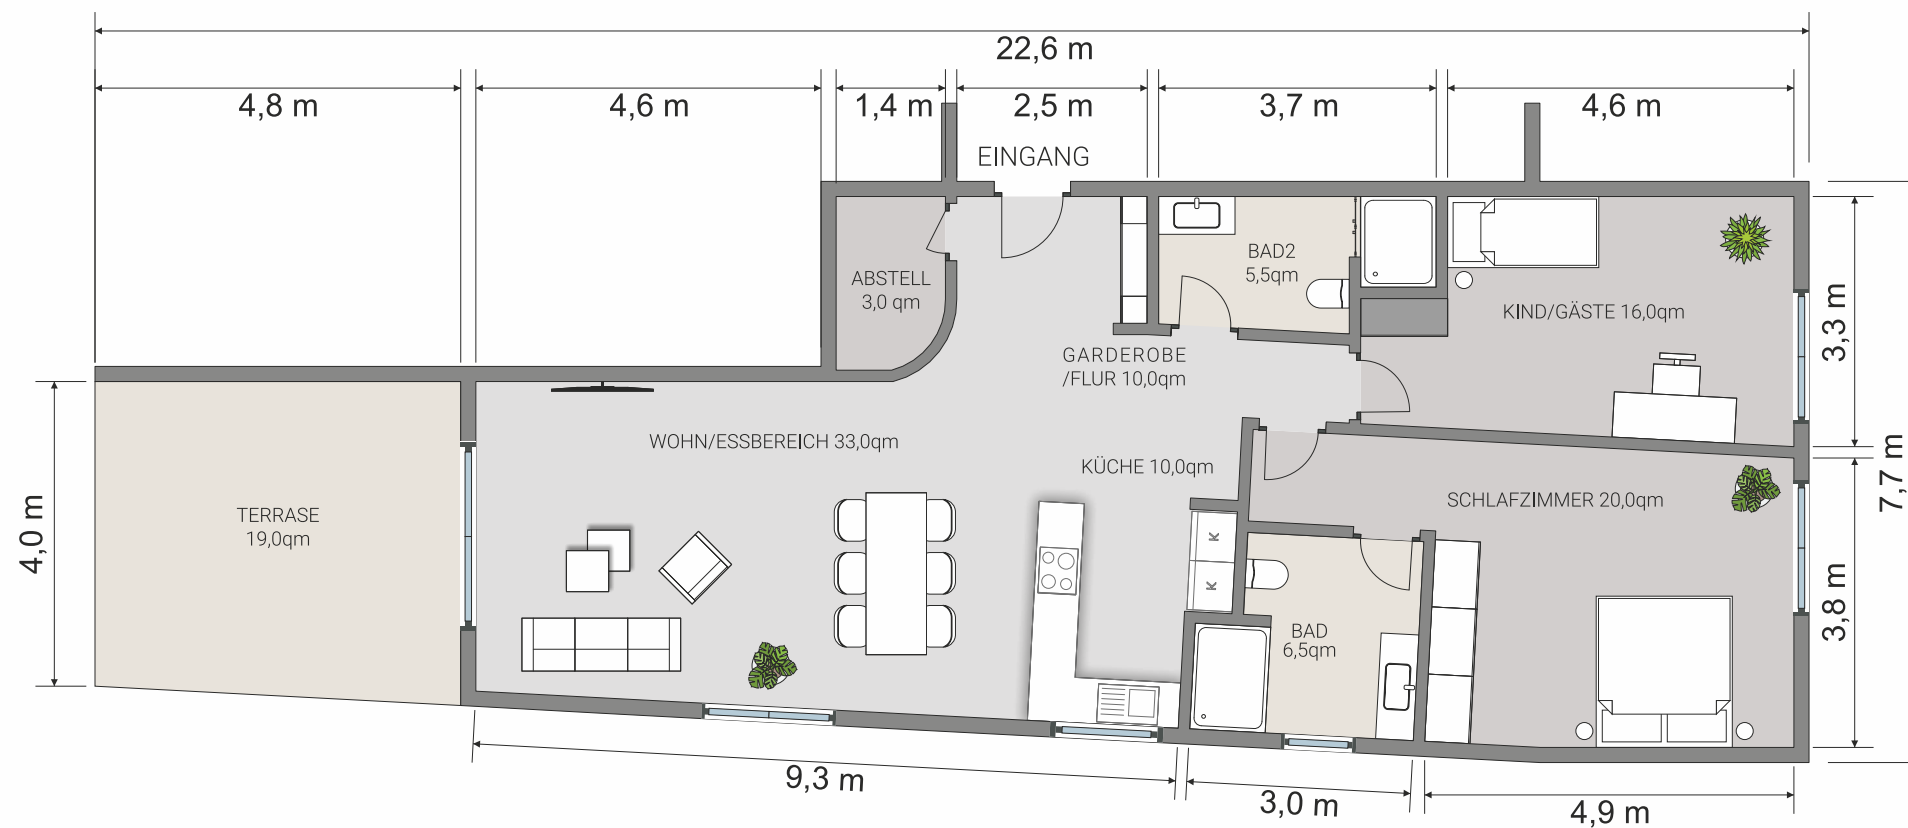 22,6 m
4,8 m
4,6 m
1,4 m
2,5 m
3,7 m
4,6 m
EINGANG
BAD2
5,5qm
ABSTELL
3,0 qm
KIND/GÄSTE 16,0qm
3,3 m
GARDEROBE
/FLUR 10,0qm
WOHN/ESSBEREICH 33,0qm
KÜCHE 10,0qm
7,7 m
SCHLAFZIMMER 20,0qm
TERRASE
19,0qm
4,0 m
K
K
3,8 m
BAD
6,5qm
9,3 m
3,0 m
4,9 m